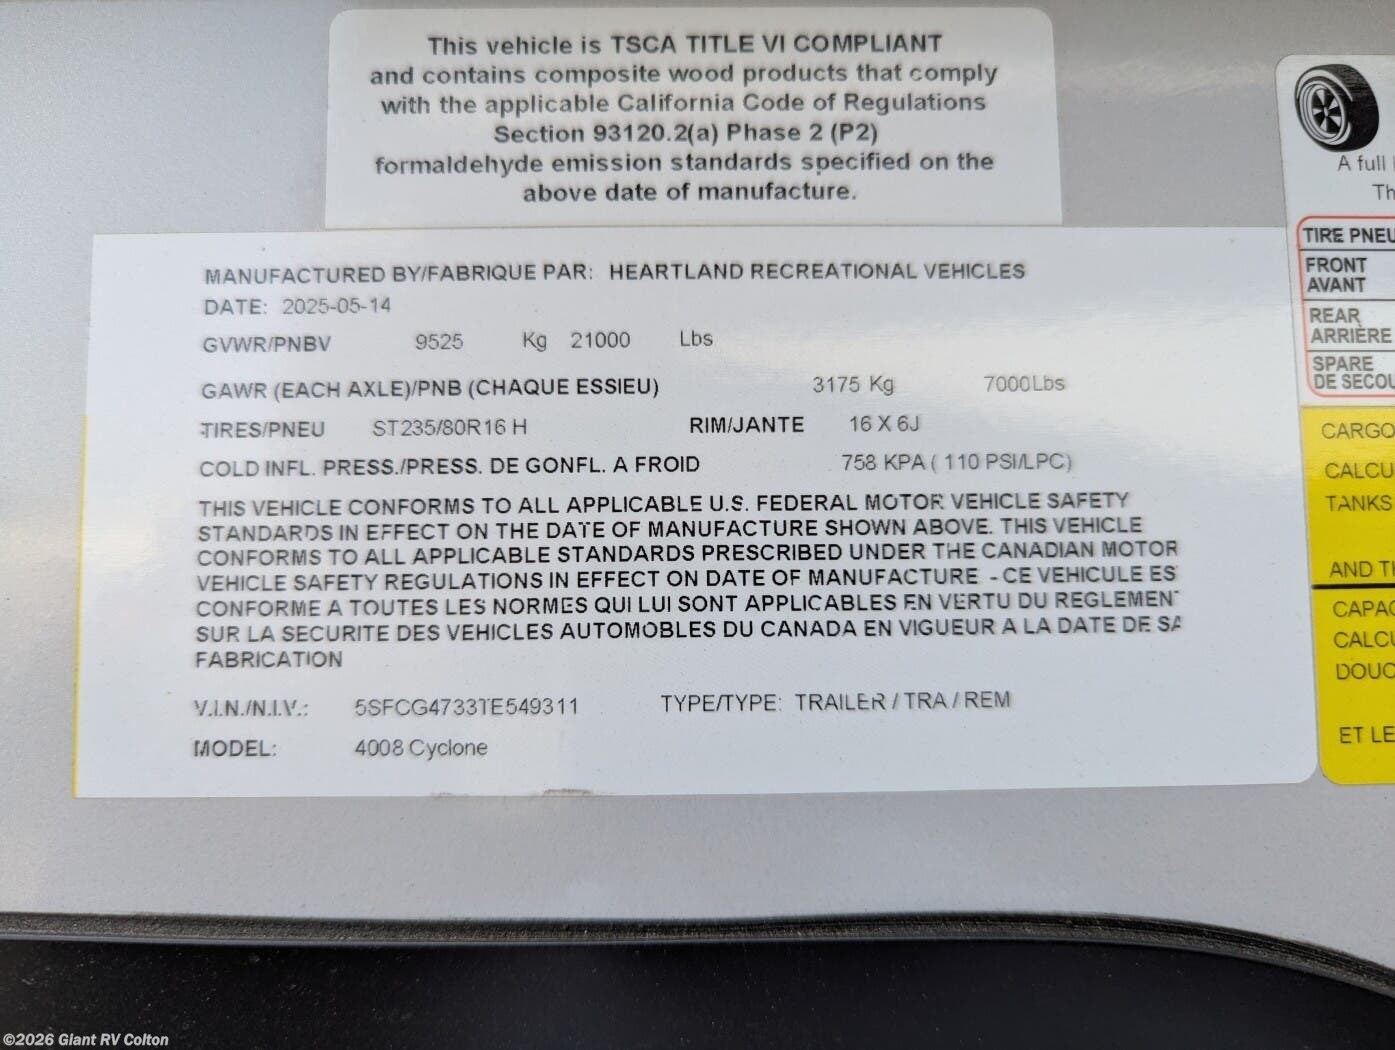 This vehicle is TSCA TITLE VI COMPLIANT
and contains composite wood products that comply
with the applicable California Code of Regulations
Section 93120.2(a) Phase 2 (P2)
formaldehyde emission standards specified on the
above date of manufacture.
MANUFACTURED BY/FABRIQUE PAR: HEARTLAND RECREATIONAL VEHICLES
DATE: 2025-05-14
GVWR/PNBV 9525 Kg 21000 Lbs
GAWR (EACH AXLE)/PNB (CHAQUE ESSIEU) 3175 Kg 7000Lbs
TIRES/PNEU ST235/80R16 H RIM/JANTE 16 X 6J
COLD INFL. PRESS./PRESS. DE GONFL. A FROID 758 KPA ( 110 PSI/LPC)
THIS VEHICLE CONFORMS TO ALL APPLICABLE U.S. FEDERAL MOTOR VEHICLE SAFETY
STANDARDS IN EFFECT ON THE DATE OF MANUFACTURE SHOWN ABOVE. THIS VEHICLE
CONFORMS TO ALL APPLICABLE STANDARDS PRESCRIBED UNDER THE CANADIAN MOTOR
VEHICLE SAFETY REGULATIONS IN EFFECT ON DATE OF MANUFACTURE - CE VEHICULE ES
CONFORME A TOUTES LES NORMES QUI LUI SONT APPLICABLES EN VERTU DU REGLEMENT
SUR LA SECURITE DES VEHICLES AUTOMOBLES DU CANADA EN VIGUEUR A LA DATE DE SA
FABRICATION
V.I.N./N.I.V.: 5SFCG4733TE549311 TYPE/TYPE: TRAILER / TRA / REM
MODEL: 4008 Cyclone
A full
Th
TIRE PNEU
FRONT
AVANT
REAR
ARRIÈRE
SPARE
DE SECOU
CARGO
CALCU
TANKS
AND TH
CAPAC
CALCU
DOUC
ET LE
©2026 Giant RV Colton